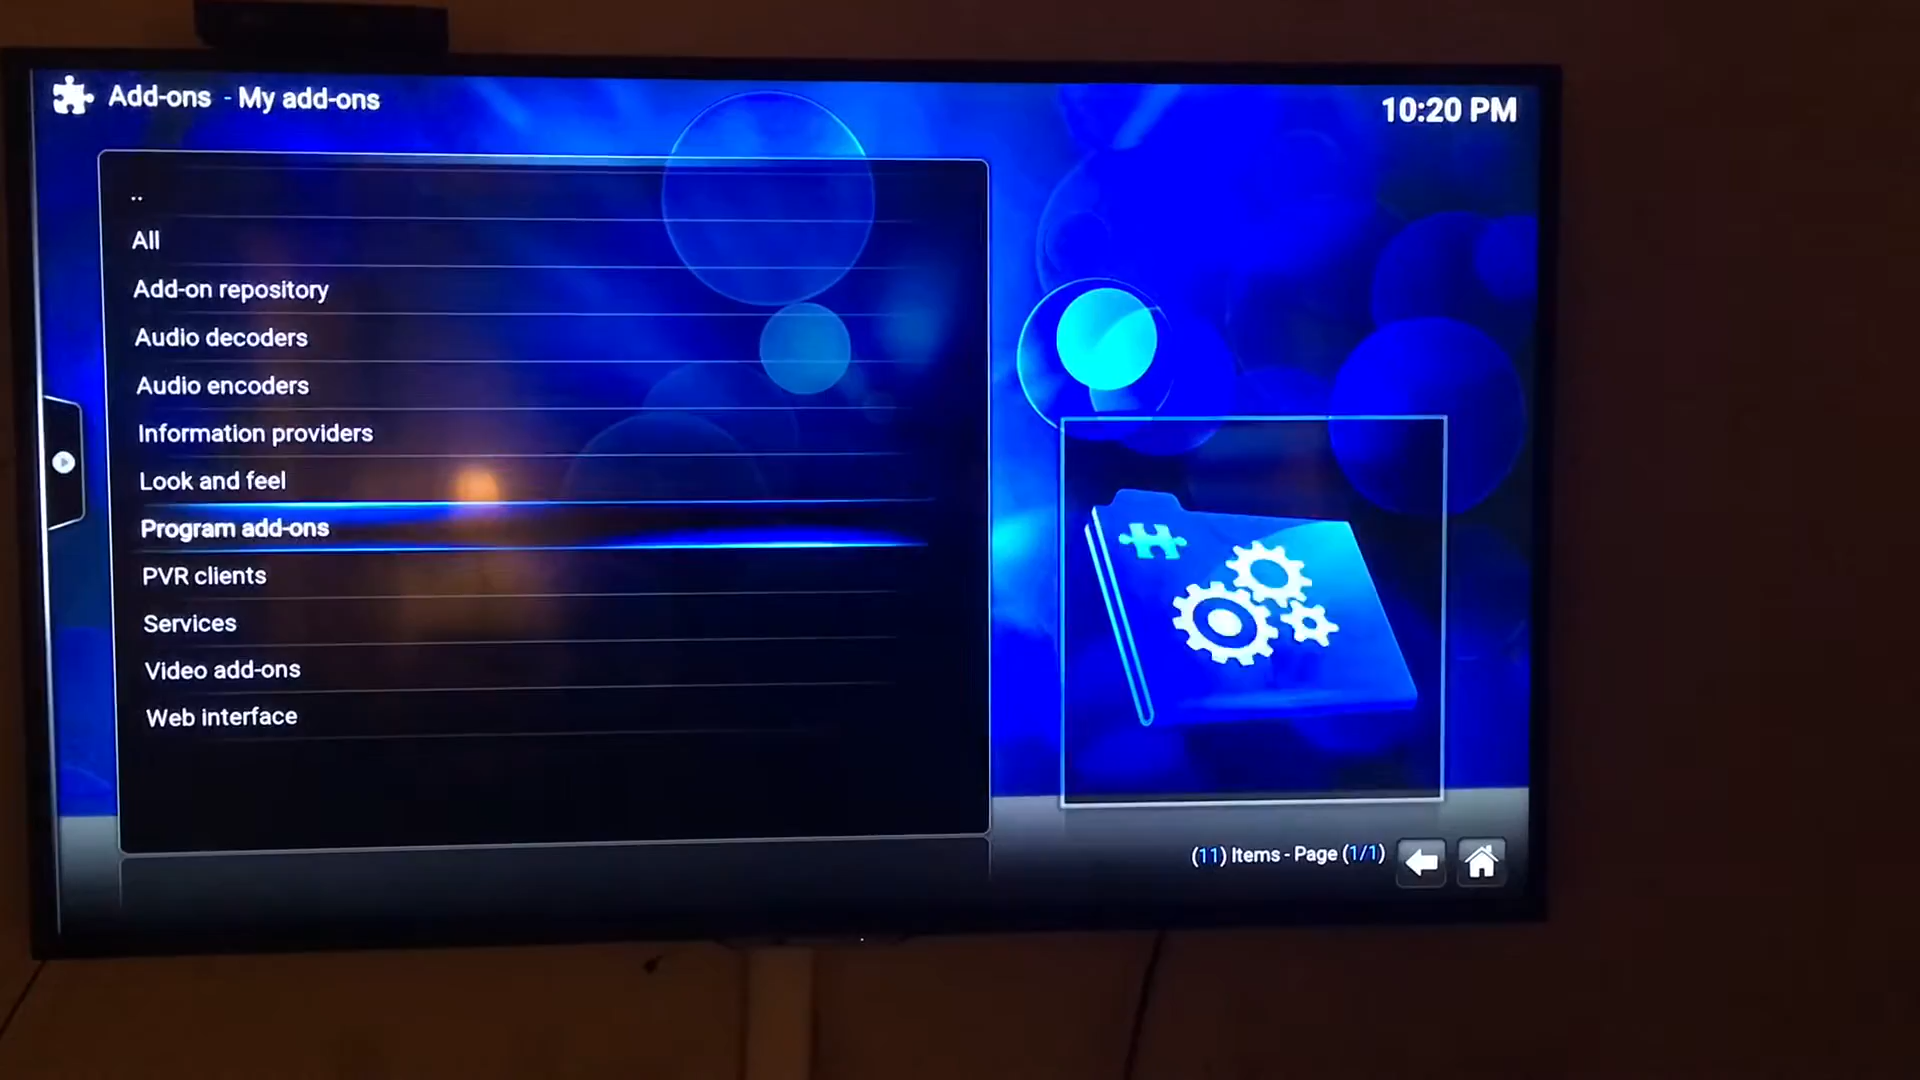 Add-ons - My add-ons
10:20 PM
..
All
Add-on repository
Audio decoders
Audio encoders
Information providers
Look and feel
Program add-ons
PVR clients
Services
Video add-ons
Web interface
(11) Items - Page (1/1)